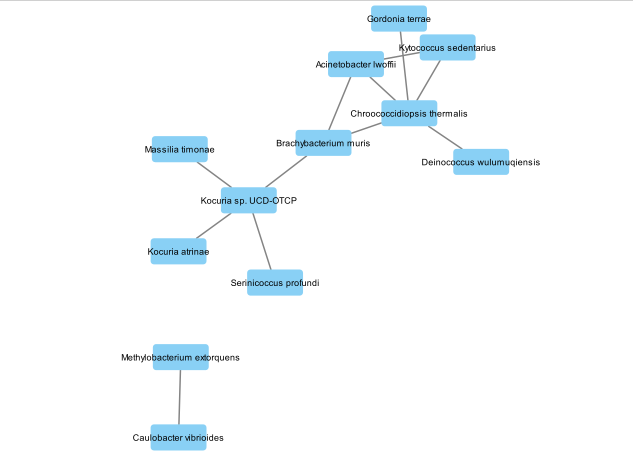 Gordonia terrae
Kytococcus sedentarius
Acinetobacter lwoffii
Chroococcidiopsis thermalis
Brachybacterium muris
Massilia timonae
Deinococcus wulumuqiensis
Kocuria sp. UCD-OTCP
Kocuria atrinae
Serinicoccus profundi
Methylobacterium extorquens
Caulobacter vibrioides